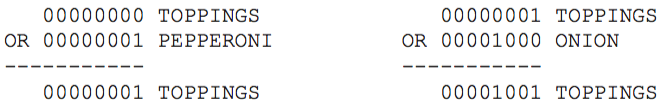 00000000 TOPPINGS
OR 00000001 PEPPERONI
-----------
00000001 TOPPINGS
00000001 TOPPINGS
OR 00001000 ONION
-----------
00001001 TOPPINGS